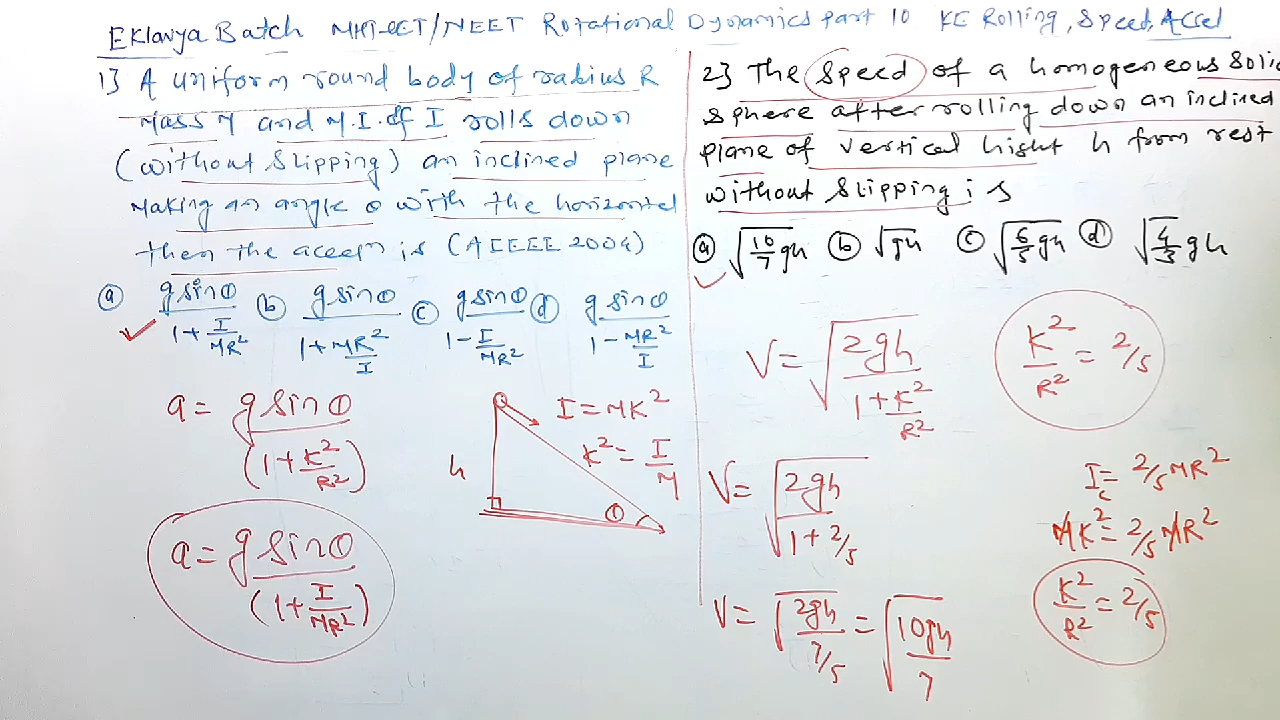 Eklavya Batch MHT-CET/NEET Rotational Dynamics part 10 KE Rolling, Speed, Accel
1] A uniform round body of radius R
Mass M and M.I. of I rolls down
(without slipping) an inclined plane
Making an angle θ with the horizontal
then the accen is (AIEEE 2004)
ⓐ g sinθ / 1 + I/MR² ⓑ g sinθ / 1 + MR²/I ⓒ g sinθ / 1 - I/MR² ⓓ g sinθ / 1 - MR²/I
a = g sinθ / (1 + K²/R²)
I = MK²
K² = I/M
h
θ
a = g sinθ / (1 + I/MR²)
2] The Speed of a homogeneous Solid
sphere after rolling down an inclined
plane of vertical hight h from rest
without slipping is
ⓐ √(10/7 gh) ⓑ √gh ⓒ √(6/5 gh) ⓓ √(4/3 gh)
V = √(2gh / 1 + K²/R²)
K²/R² = 2/5
V = √(2gh / 1 + 2/5)
I_c = 2/5 MR²
MK² = 2/5 MR²
K²/R² = 2/5
V = √(2gh / 7/5) = √(10gh / 7)